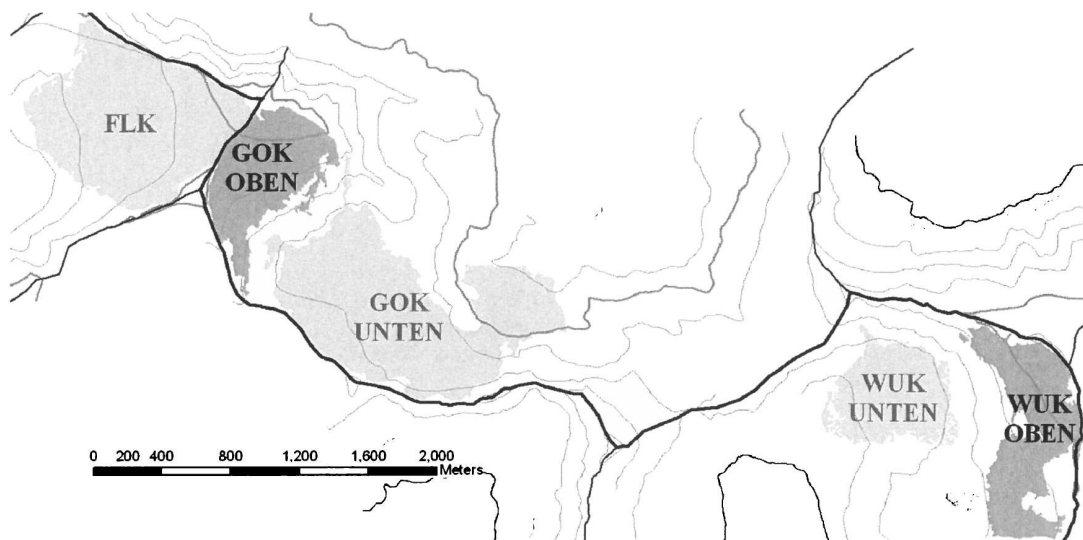 FLK
GOK
OBEN
GOK
UNTEN
WUK
UNTEN
WUK
OBEN
0 200 400 800 1,200 1,600 2,000
Meters